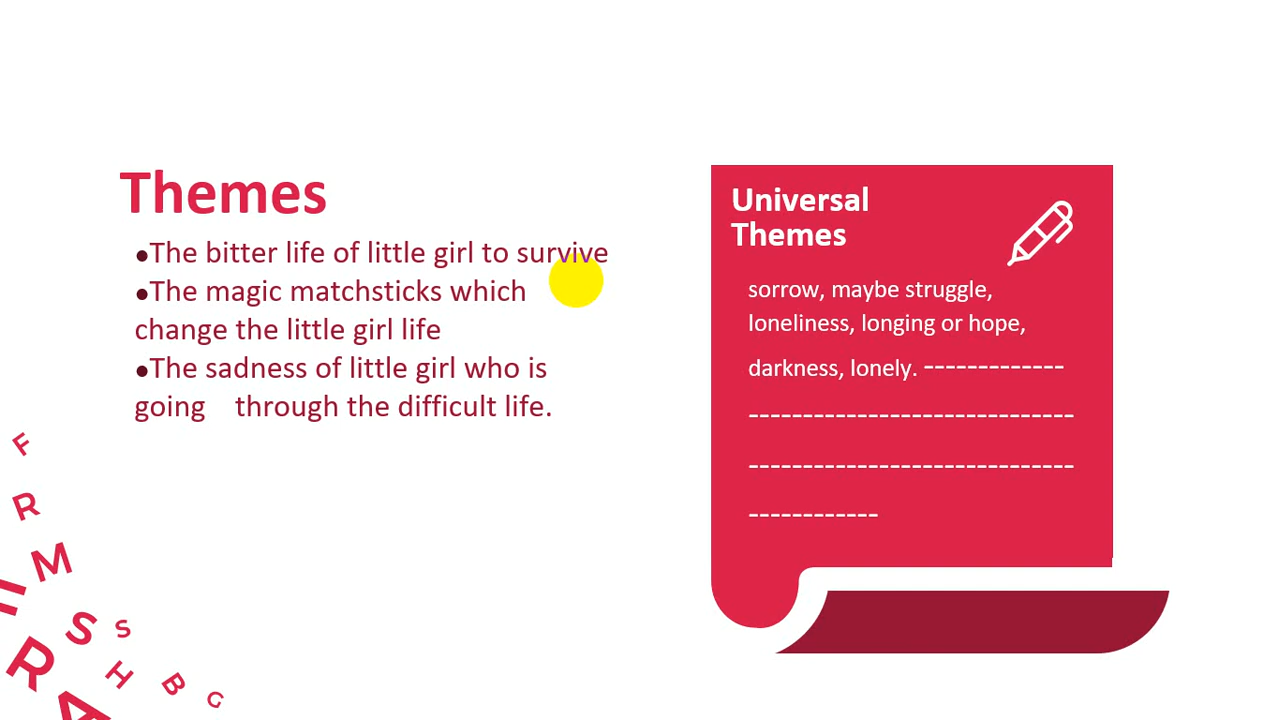 Themes
●The bitter life of little girl to survive
●The magic matchsticks which
change the little girl life
●The sadness of little girl who is
going through the difficult life.
Universal
Themes
sorrow, maybe struggle,
loneliness, longing or hope,
darkness, lonely. -------------
------------------------------
------------------------------
------------
F
R
M
S
S
R
H
B
G
A